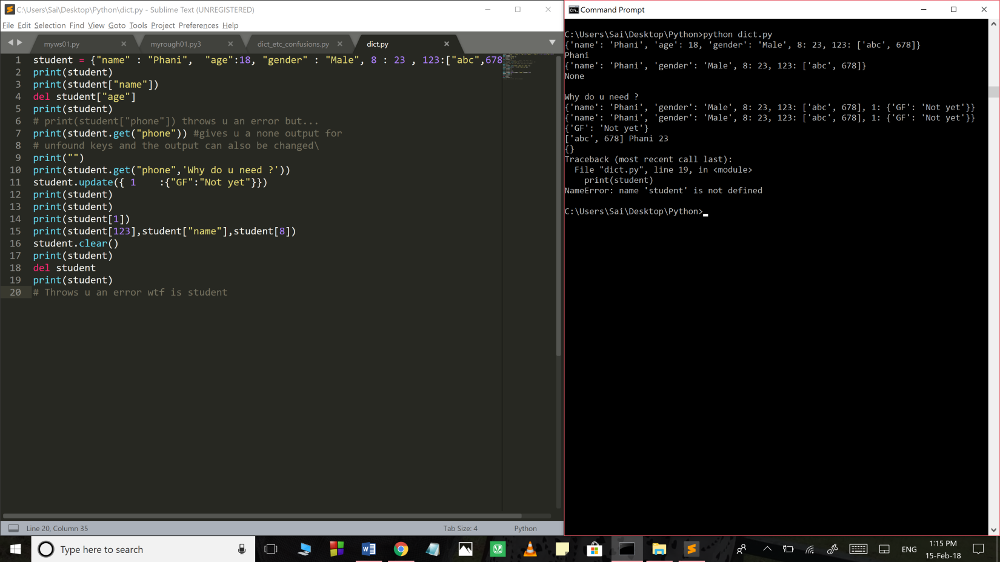 C:\Users\Sai\Desktop\Python\dict.py - Sublime Text (UNREGISTERED)
File Edit Selection Find View Goto Tools Project Preferences Help
myws01.py myrough01.py3 dict_etc_confusions.py dict.py
1 student = {"name" : "Phani",  "age":18, "gender" : "Male", 8 : 23 , 123:["abc",678
2 print(student)
3 print(student["name"])
4 del student["age"]
5 print(student)
6 # print(student["phone"]) throws u an error but...
7 print(student.get("phone")) #gives u a none output for
8 # unfound keys and the output can also be changed\
9 print("")
10 print(student.get("phone",'Why do u need ?'))
11 student.update({ 1    :{"GF":"Not yet"}})
12 print(student)
13 print(student)
14 print(student[1])
15 print(student[123],student["name"],student[8])
16 student.clear()
17 print(student)
18 del student
19 print(student)
20 # Throws u an error wtf is student
Line 20, Column 35 Tab Size: 4 Python
Command Prompt
C:\Users\Sai\Desktop\Python>python dict.py
{'name': 'Phani', 'age': 18, 'gender': 'Male', 8: 23, 123: ['abc', 678]}
Phani
{'name': 'Phani', 'gender': 'Male', 8: 23, 123: ['abc', 678]}
None
Why do u need ?
{'name': 'Phani', 'gender': 'Male', 8: 23, 123: ['abc', 678], 1: {'GF': 'Not yet'}}
{'name': 'Phani', 'gender': 'Male', 8: 23, 123: ['abc', 678], 1: {'GF': 'Not yet'}}
{'GF': 'Not yet'}
['abc', 678] Phani 23
{}
Traceback (most recent call last):
  File "dict.py", line 19, in <module>
    print(student)
NameError: name 'student' is not defined
C:\Users\Sai\Desktop\Python>
Type here to search
ENG
1:15 PM
15-Feb-18